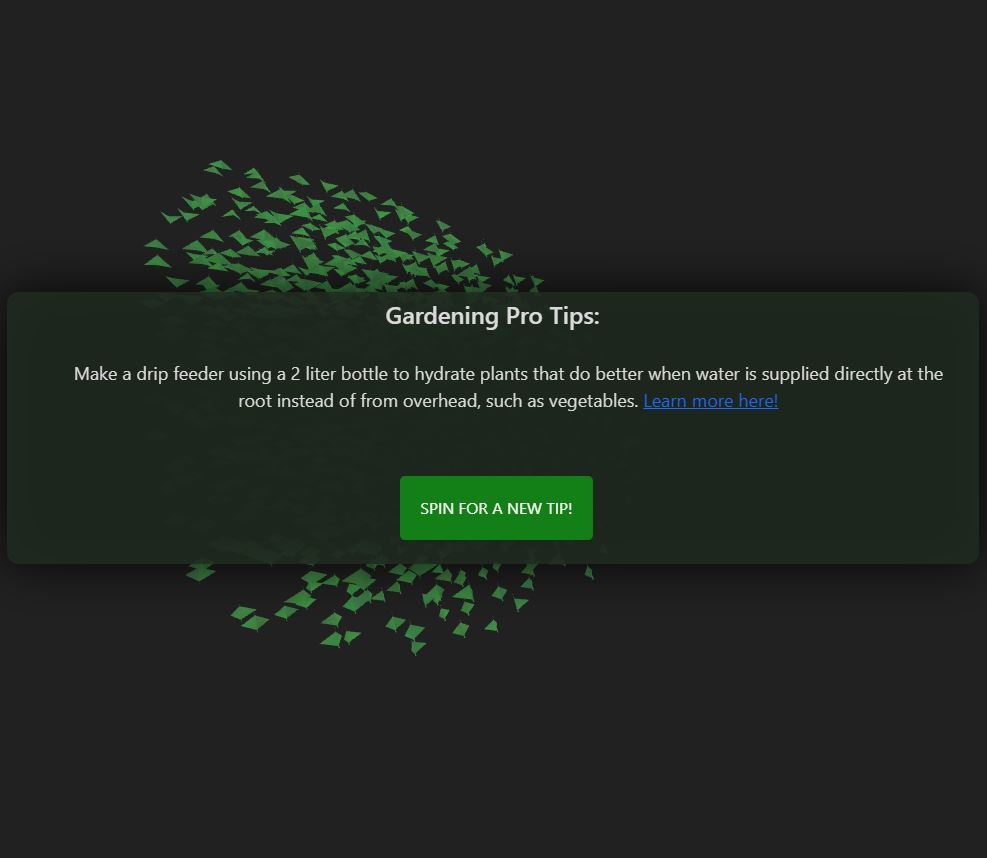 Gardening Pro Tips:
Make a drip feeder using a 2 liter bottle to hydrate plants that do better when water is supplied directly at the
root instead of from overhead, such as vegetables. Learn more here!
SPIN FOR A NEW TIP!